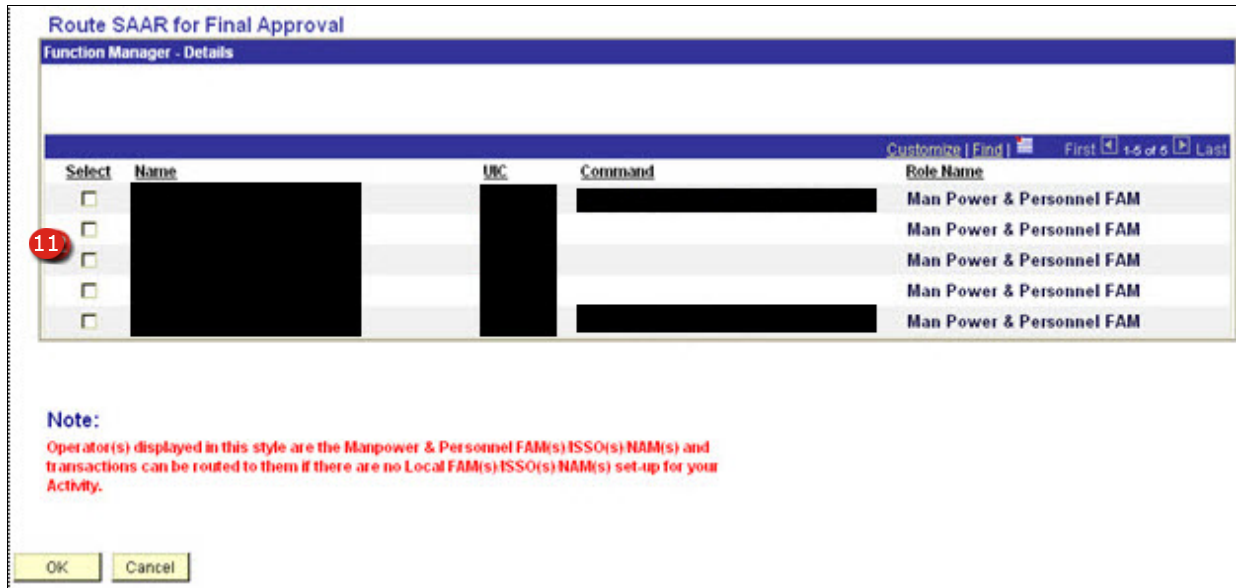 Route SAAR for Final Approval
Function Manager - Details
Customize | Find | First 1-5 of 5 Last
Select Name UIC Command Role Name
Man Power & Personnel FAM
Man Power & Personnel FAM
11
Man Power & Personnel FAM
Man Power & Personnel FAM
Man Power & Personnel FAM
Note:
Operator(s) displayed in this style are the Manpower & Personnel FAM(s)/ISSO(s)/NAM(s) and
transactions can be routed to them if there are no Local FAM(s)/ISSO(s)/NAM(s) set-up for your
Activity.
OK Cancel